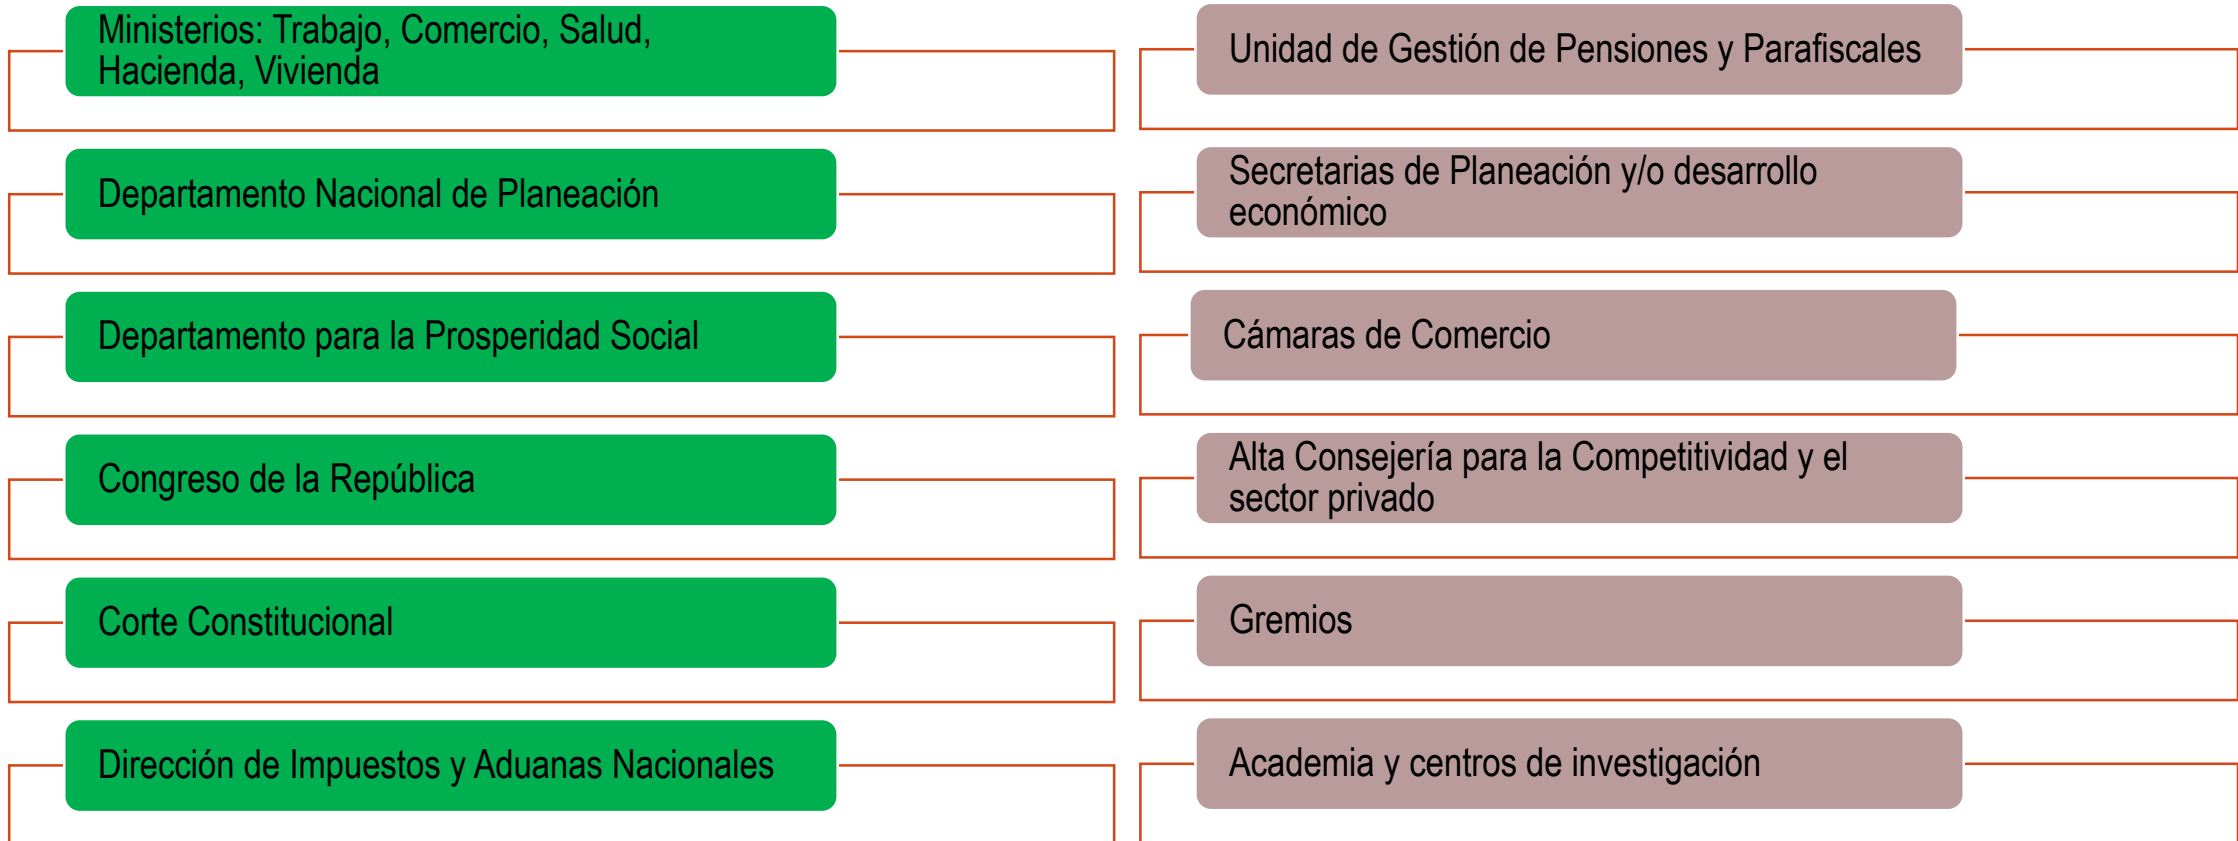 Ministerios: Trabajo, Comercio, Salud,
Hacienda, Vivienda
Departamento Nacional de Planeación
Departamento para la Prosperidad Social
Congreso de la República
Corte Constitucional
Dirección de Impuestos y Aduanas Nacionales
Unidad de Gestión de Pensiones y Parafiscales
Secretarias de Planeación y/o desarrollo
económico
Cámaras de Comercio
Alta Consejería para la Competitividad y el
sector privado
Gremios
Academia y centros de investigación